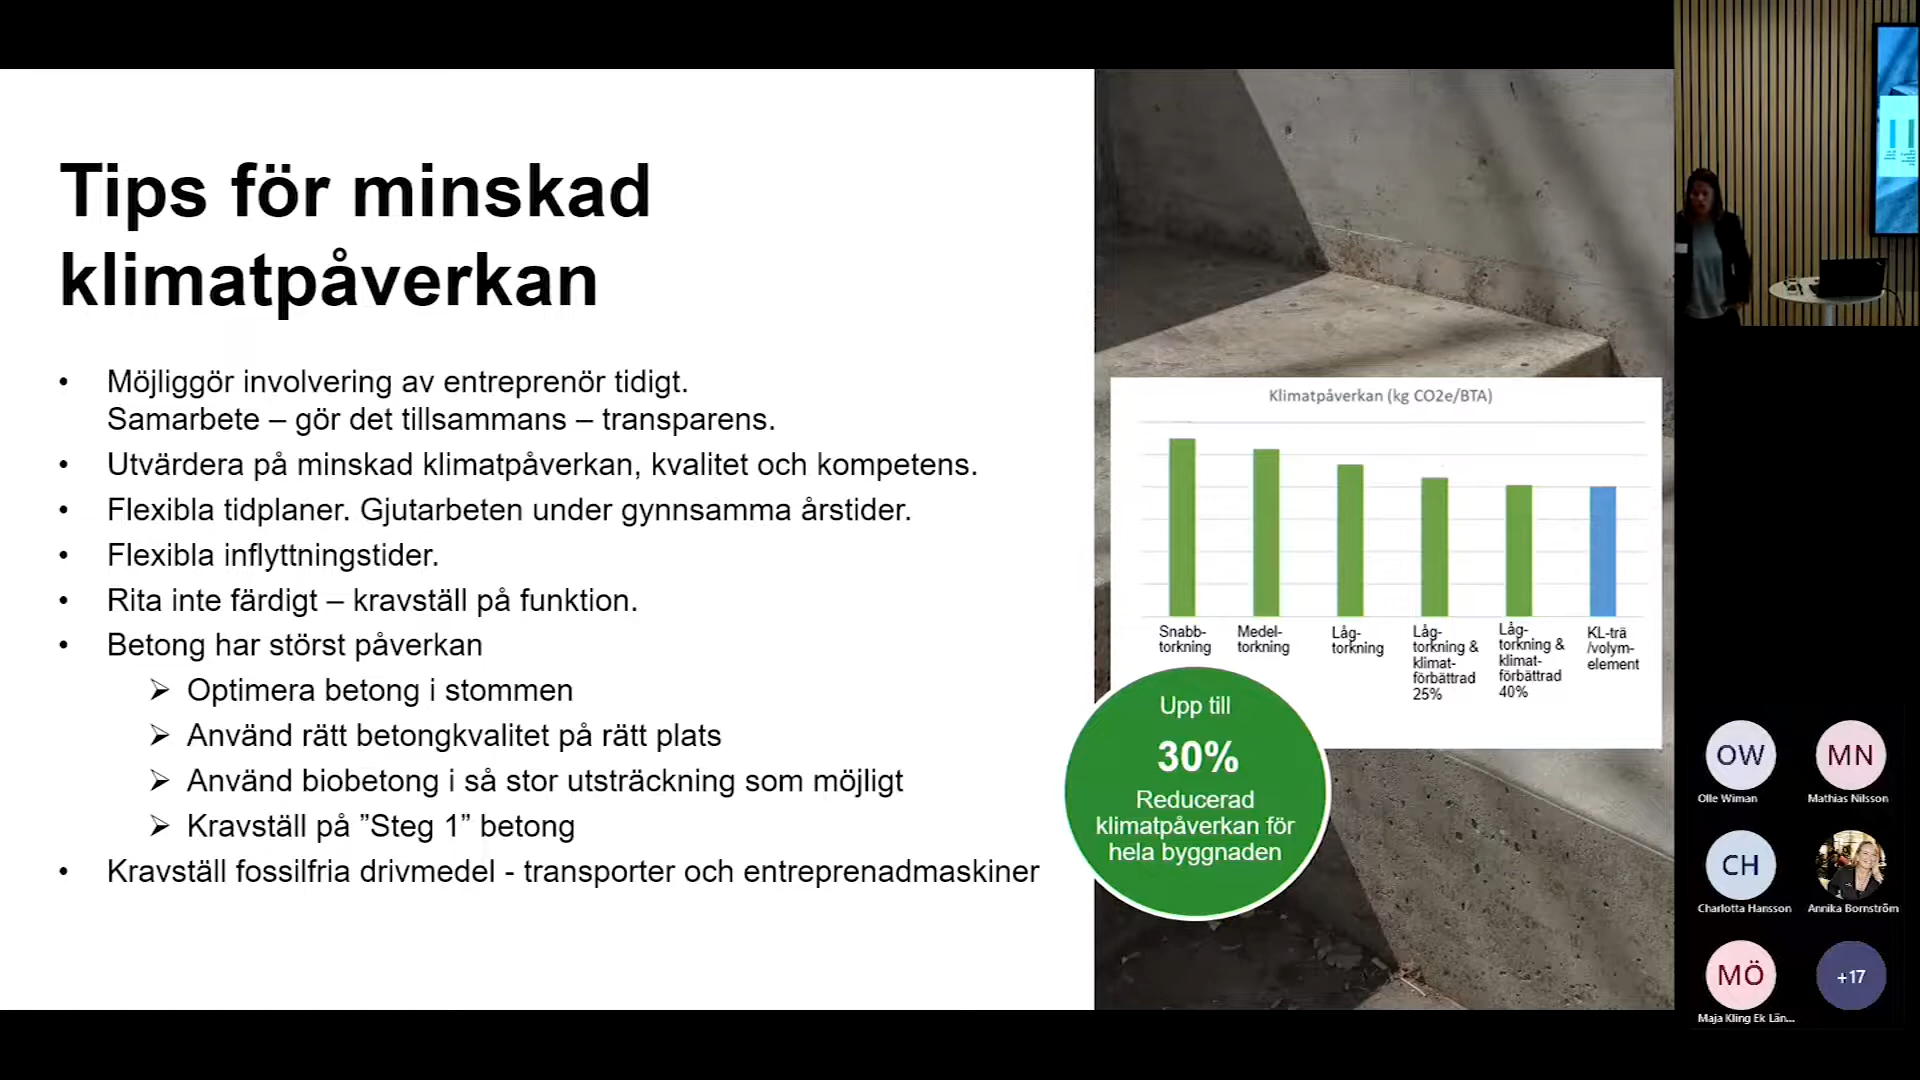 Tips för minskad
klimatpåverkan
• Möjliggör involvering av entreprenör tidigt.
Samarbete – gör det tillsammans – transparens.
• Utvärdera på minskad klimatpåverkan, kvalitet och kompetens.
• Flexibla tidplaner. Gjutarbeten under gynnsamma årstider.
• Flexibla inflyttningstider.
• Rita inte färdigt – kravställ på funktion.
• Betong har störst påverkan
➢ Optimera betong i stommen
➢ Använd rätt betongkvalitet på rätt plats
➢ Använd biobetong i så stor utsträckning som möjligt
➢ Kravställ på ”Steg 1” betong
• Kravställ fossilfria drivmedel - transporter och entreprenadmaskiner
Klimatpåverkan (kg CO2e/BTA)
Snabb-
torkning
Medel-
torkning
Låg-
torkning
Låg-
torkning &
klimat-
förbättrad
25%
Låg-
torkning &
klimat-
förbättrad
40%
KL-trä
/volym-
element
Upp till
30%
Reducerad
klimatpåverkan för
hela byggnaden
OW
Olle Wiman
MN
Mathias Nilsson
CH
Charlotta Hansson
Annika Bornström
MÖ
Maja Kling Ek Län...
+17